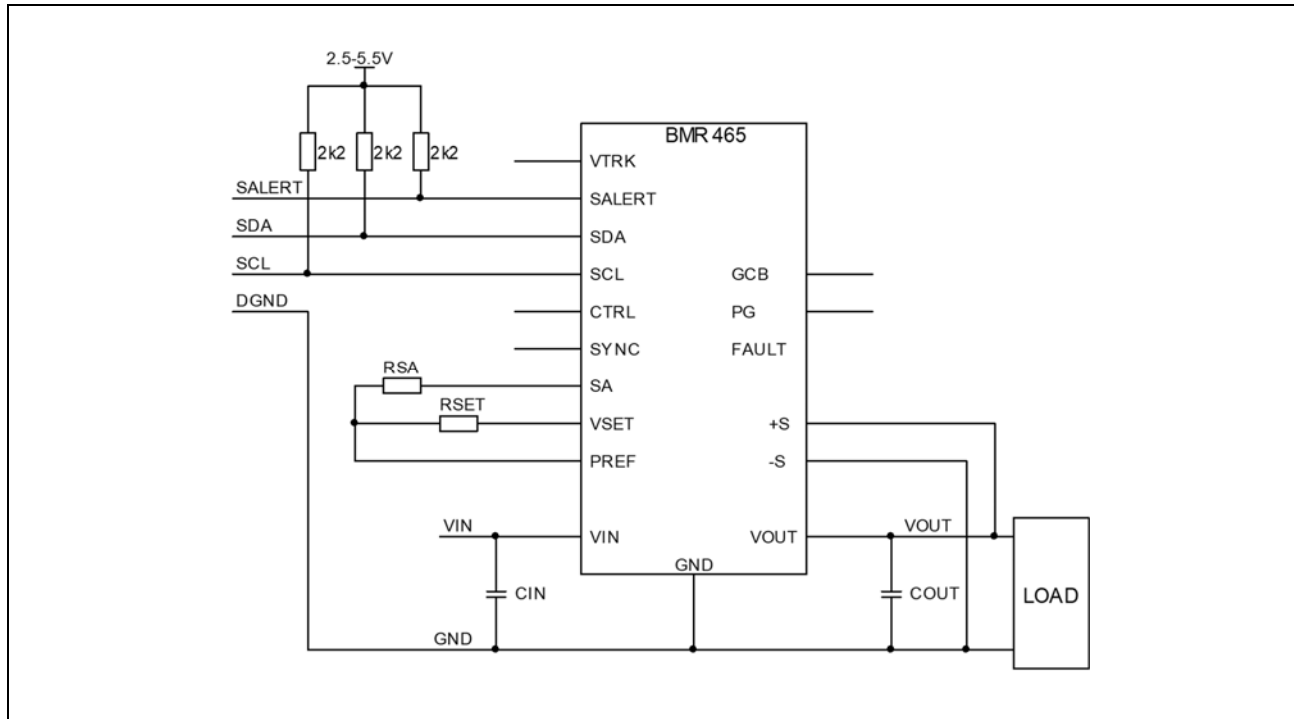 2.5-5.5V
BMR 465
2k2 2k2 2k2
VTRK
SALERT SALERT
SDA SDA
SCL SCL GCB
DGND CTRL PG
SYNC FAULT
RSA SA
RSET VSET +S
PREF -S
VIN VIN VOUT VOUT
GND
CIN COUT LOAD
GND